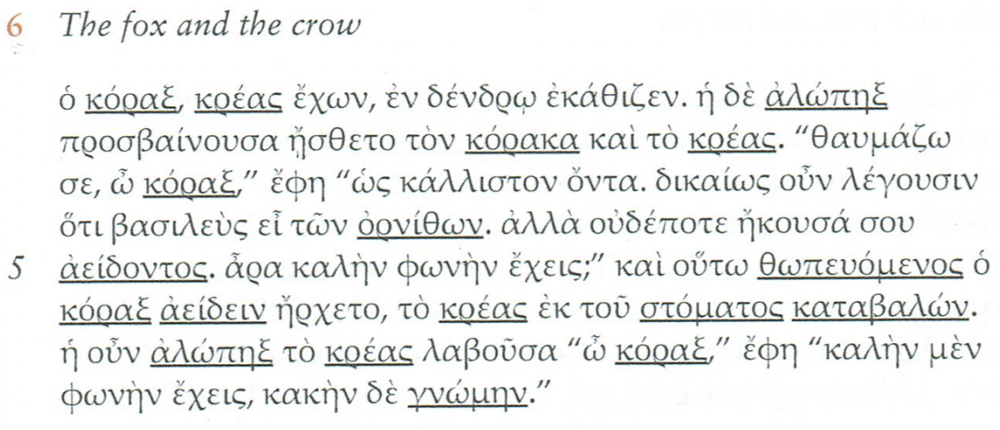 6 The fox and the crow
ὁ κόραξ, κρέας ἔχων, ἐν δένδρῳ ἐκάθιζεν. ἡ δὲ ἀλώπηξ
προσβαίνουσα ᾔσθετο τὸν κόρακα καὶ τὸ κρέας. “θαυμάζω
σε, ὦ κόραξ,” ἔφη “ὡς κάλλιστον ὄντα. δικαίως οὖν λέγουσιν
ὅτι βασιλεὺς εἶ τῶν ὀρνίθων. ἀλλὰ οὐδέποτε ἤκουσά σου
5 ἀείδοντος. ἆρα καλὴν φωνὴν ἔχεις;” καὶ οὕτω θωπευόμενος ὁ
κόραξ ἀείδειν ἤρχετο, τὸ κρέας ἐκ τοῦ στόματος καταβαλών.
ἡ οὖν ἀλώπηξ τὸ κρέας λαβοῦσα “ὦ κόραξ,” ἔφη “καλὴν μὲν
φωνὴν ἔχεις, κακὴν δὲ γνώμην.”